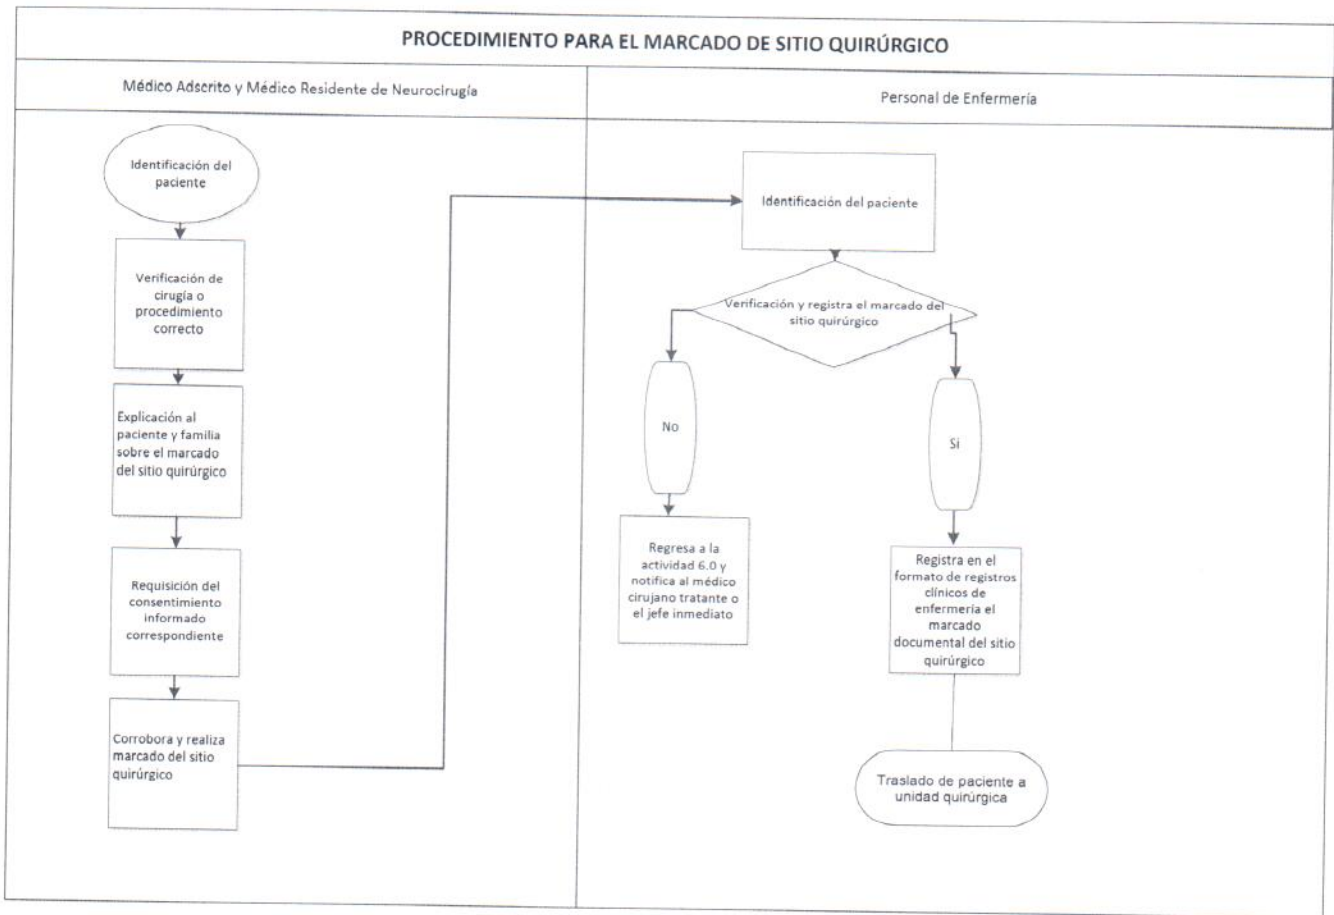 PROCEDIMIENTO PARA EL MARCADO DE SITIO QUIRÚRGICO
Médico Adscrito y Médico Residente de Neurocirugía
Personal de Enfermería
Identificación del
paciente
Verificación de
cirugía o
procedimiento
correcto
Explicación al
paciente y familia
sobre el marcado
del sitio quirúrgico
Requisición del
consentimiento
informado
correspondiente
Corrobora y realiza
marcado del sitio
quirúrgico
Identificación del paciente
Verificación y registra el marcado del
sitio quirúrgico
No
Regresa a la
actividad 6.0 y
notifica al médico
cirujano tratante o
el jefe inmediato
Si
Registra en el
formato de registros
clínicos de
enfermería el
marcado
documental del sitio
quirúrgico
Traslado de paciente a
unidad quirúrgica